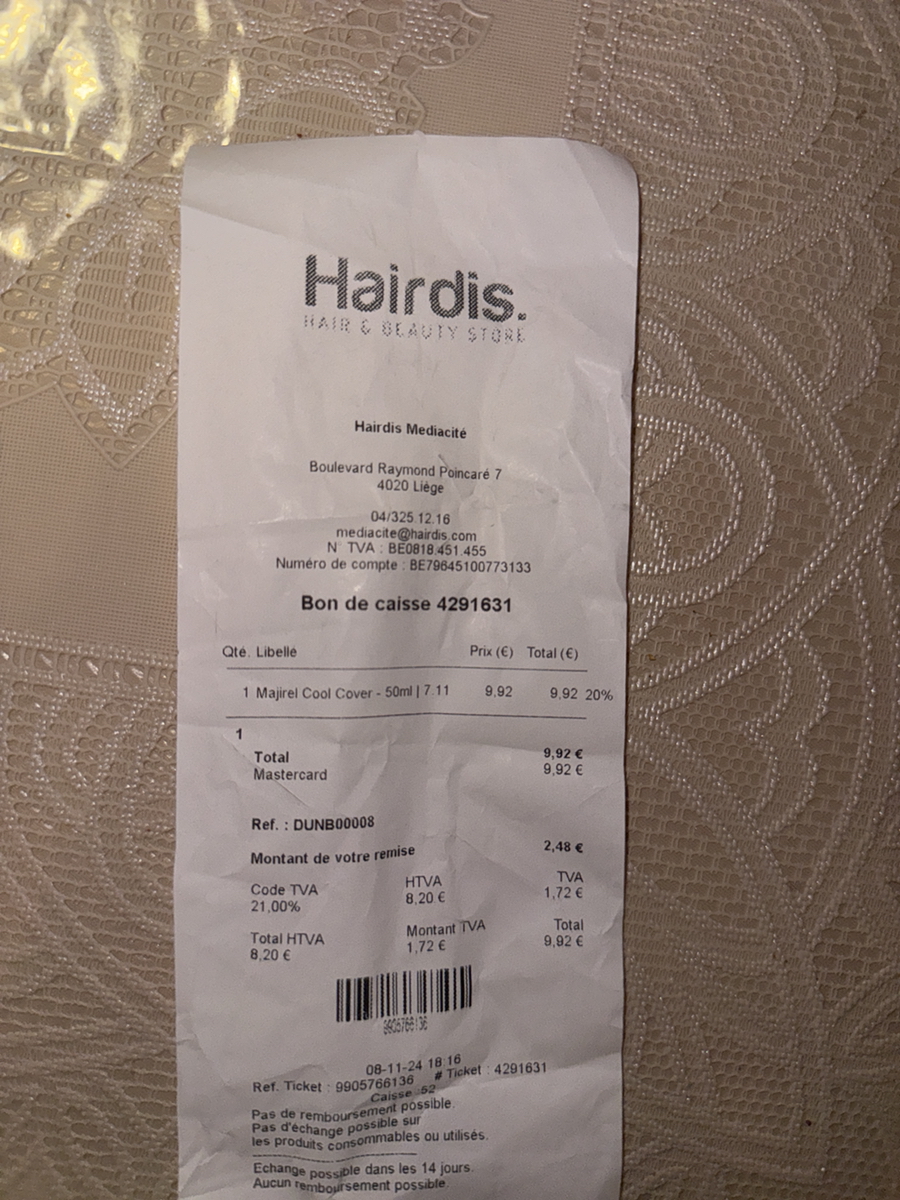 Hairdis.
HAIR & BEAUTY STORE
Hairdis Mediacité
Boulevard Raymond Poincaré 7
4020 Liège
04/325.12.16
mediacite@hairdis.com
N° TVA : BE0818.451.455
Numéro de compte : BE79645100773133
Bon de caisse 4291631
Qté. Libellé Prix (€) Total (€)
1 Majirel Cool Cover - 50ml | 7.11 9,92 9,92 20%
1
Total 9,92 €
Mastercard 9,92 €
Ref. : DUNB00008
Montant de votre remise 2,48 €
Code TVA HTVA TVA
21,00% 8,20 € 1,72 €
Total HTVA Montant TVA Total
8,20 € 1,72 € 9,92 €
9905766136
08-11-24 18:16
Ref. Ticket : 9905766136 # Ticket : 4291631
Caisse :52
Pas de remboursement possible.
Pas d'échange possible sur
les produits consommables ou utilisés.
Echange possible dans les 14 jours.
Aucun remboursement possible.